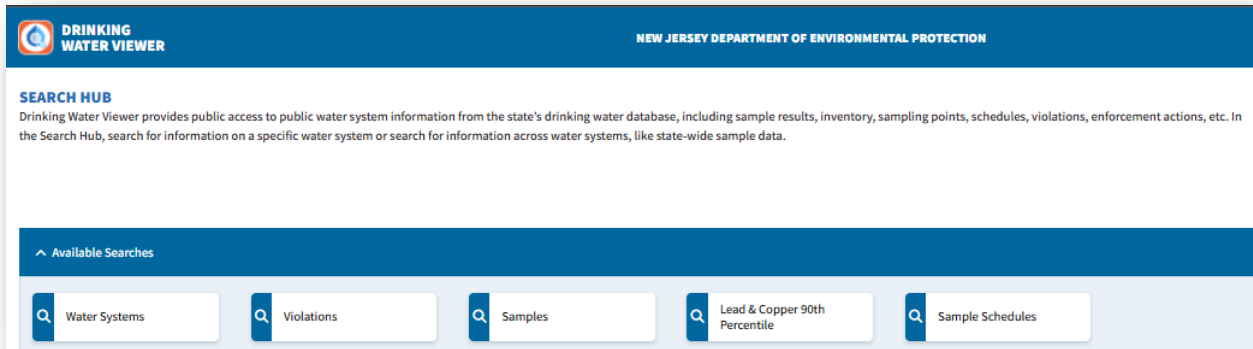 DRINKING
WATER VIEWER
NEW JERSEY DEPARTMENT OF ENVIRONMENTAL PROTECTION
SEARCH HUB
Drinking Water Viewer provides public access to public water system information from the state's drinking water database, including sample results, inventory, sampling points, schedules, violations, enforcement actions, etc. In
the Search Hub, search for information on a specific water system or search for information across water systems, like state-wide sample data.
Available Searches
Water Systems
Violations
Samples
Lead & Copper 90th
Percentile
Sample Schedules